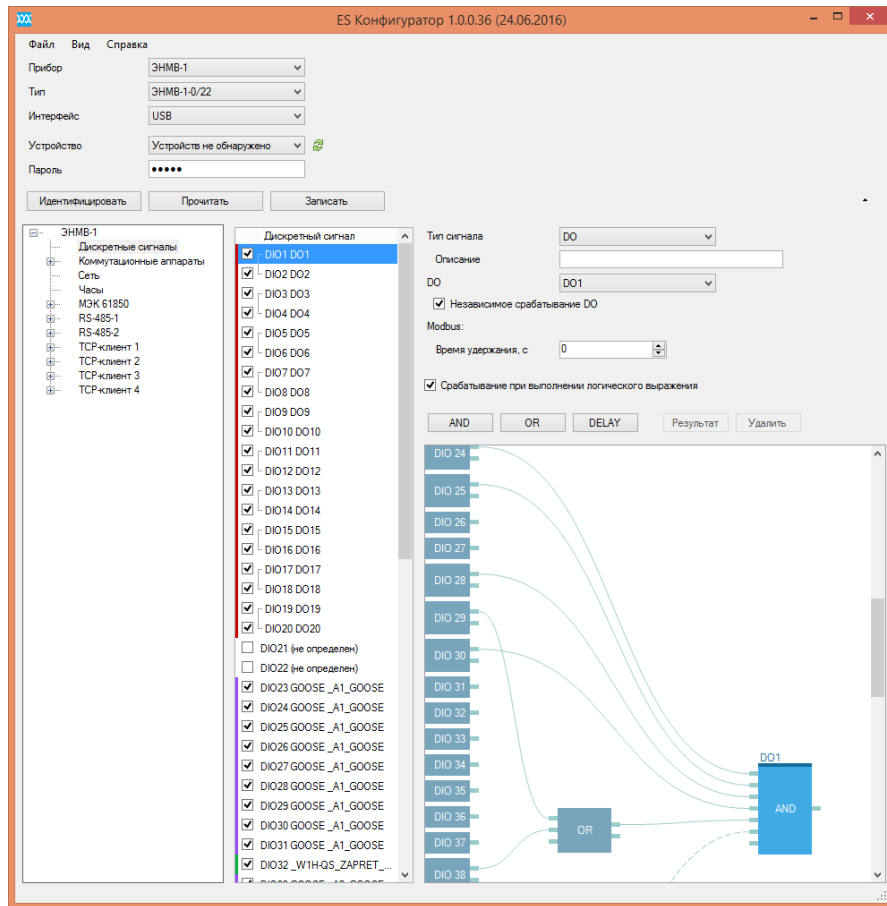 ES Конфигуратор 1.0.0.36 (24.06.2016)
Файл Вид Справка
Прибор ЭНМВ-1
Тип ЭНМВ-1-0/22
Интерфейс USB
Устройство Устройств не обнаружено
Пароль •••••
Идентифицировать Прочитать Записать
ЭНМВ-1
Дискретные сигналы
Коммутационные аппараты
Сеть
Часы
МЭК 61850
RS-485-1
RS-485-2
TCP-клиент 1
TCP-клиент 2
TCP-клиент 3
TCP-клиент 4
Дискретный сигнал
DIO1 DO1
DIO2 DO2
DIO3 DO3
DIO4 DO4
DIO5 DO5
DIO6 DO6
DIO7 DO7
DIO8 DO8
DIO9 DO9
DIO10 DO10
DIO11 DO11
DIO12 DO12
DIO13 DO13
DIO14 DO14
DIO15 DO15
DIO16 DO16
DIO17 DO17
DIO18 DO18
DIO19 DO19
DIO20 DO20
DIO21 (не определен)
DIO22 (не определен)
DIO23 GOOSE _A1_GOOSE
DIO24 GOOSE _A1_GOOSE
DIO25 GOOSE _A1_GOOSE
DIO26 GOOSE _A1_GOOSE
DIO27 GOOSE _A1_GOOSE
DIO28 GOOSE _A1_GOOSE
DIO29 GOOSE _A1_GOOSE
DIO30 GOOSE _A1_GOOSE
DIO31 GOOSE _A1_GOOSE
DIO32 _W1H-QS_ZAPRET_...
Тип сигнала DO
Описание
DO DO1
Независимое срабатывание DO
Modbus:
Время удержания, с 0
Срабатывание при выполнении логического выражения
AND OR DELAY Результат Удалить
DIO 24
DIO 25
DIO 26
DIO 27
DIO 28
DIO 29
DIO 30
DIO 31
DIO 32
DIO 33
DIO 34
DIO 35
DIO 36
DIO 37
DIO 38
OR
DO1
AND